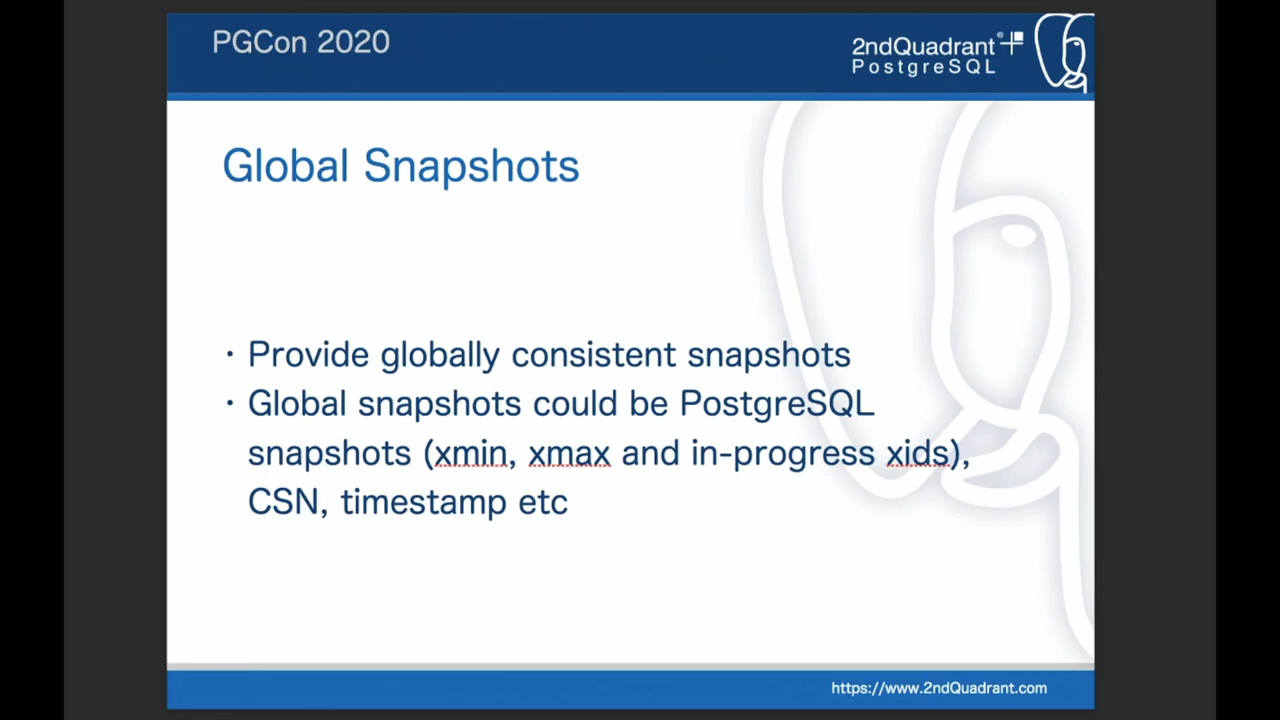 PGCon 2020
2ndQuadrant®
PostgreSQL
Global Snapshots
· Provide globally consistent snapshots
· Global snapshots could be PostgreSQL
snapshots (xmin, xmax and in-progress xids),
CSN, timestamp etc
https://www.2ndQuadrant.com